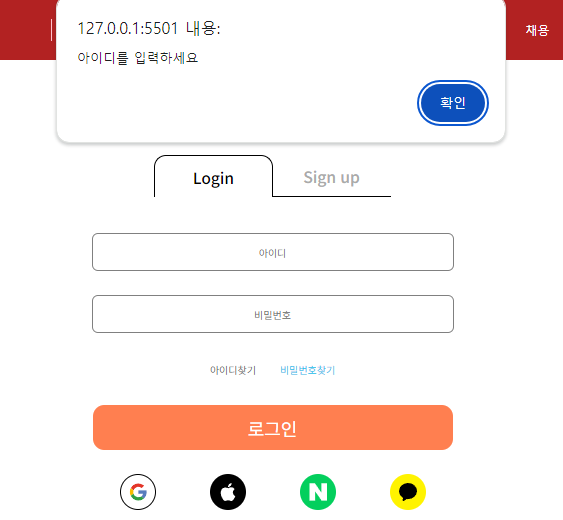 채용
127.0.0.1:5501 내용:
아이디를 입력하세요
확인
Login Sign up
아이디
비밀번호
아이디찾기 비밀번호찾기
로그인